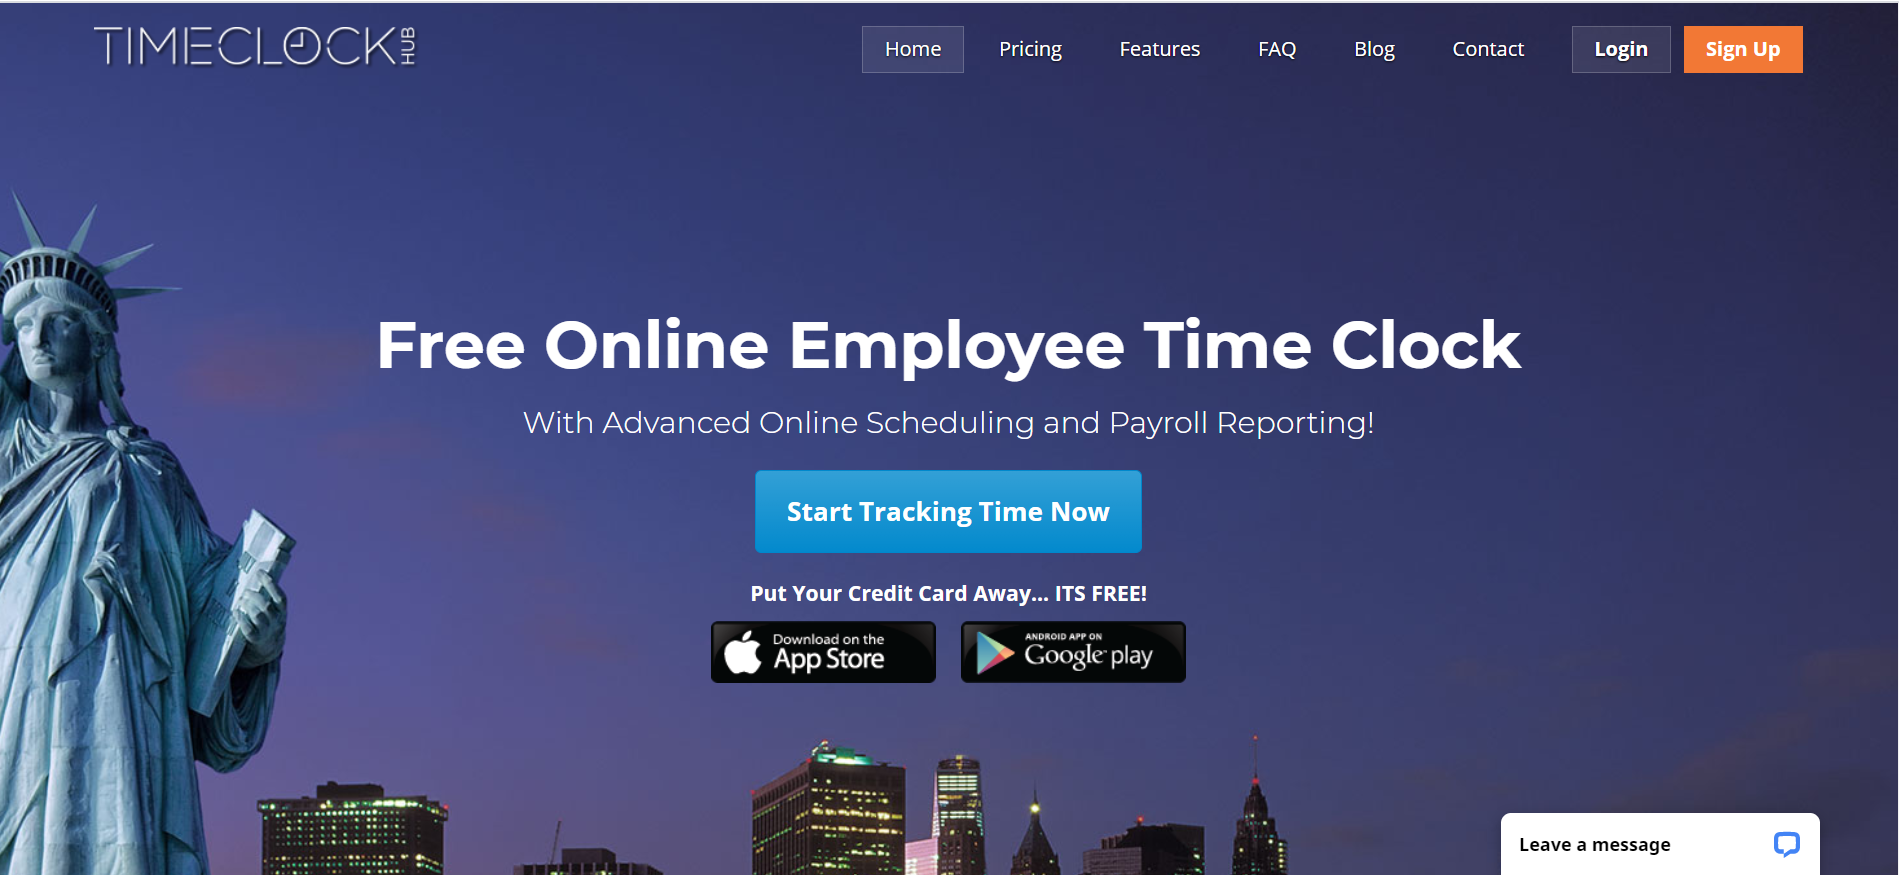 TIMECLOCK HUB
Home Pricing Features FAQ Blog Contact Login Sign Up
Free Online Employee Time Clock
With Advanced Online Scheduling and Payroll Reporting!
Start Tracking Time Now
Put Your Credit Card Away... ITS FREE!
Download on the
App Store
ANDROID APP ON
Google play
Leave a message